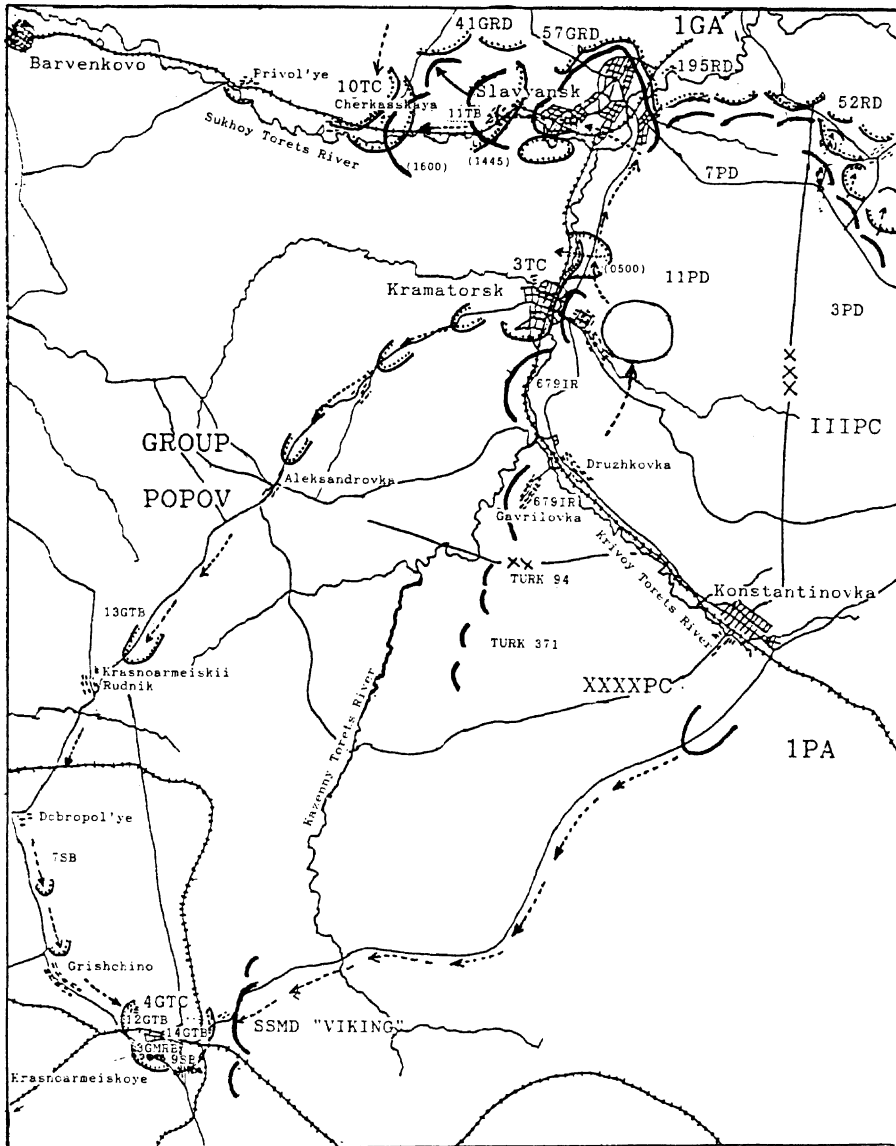 41GRD
57GRD
1GA
195RD
Barvenkovo
Privol'ye
10TC
Cherkasskaya
Slavyansk
11TB
52RD
Sukhoy Torets River
(1600)
(1445)
7PD
3TC
(0500)
11PD
Kramatorsk
3PD
XXX
679IR
IIIPC
GROUP
POPOV
Druzhkovka
Aleksandrovka
679IR
Gavrilovka
XX
TURK 94
Krivoy Torets River
Konstantinovka
13GTB
TURK 371
Krasnoarmeiskii
Rudnik
XXXXPC
Kazenny Torets River
1PA
Dobropol'ye
7SB
Grishchino
4GTC
12GTB
14GTB
SSMD "VIKING"
3GMRB
9SB
Krasnoarmeiskoye